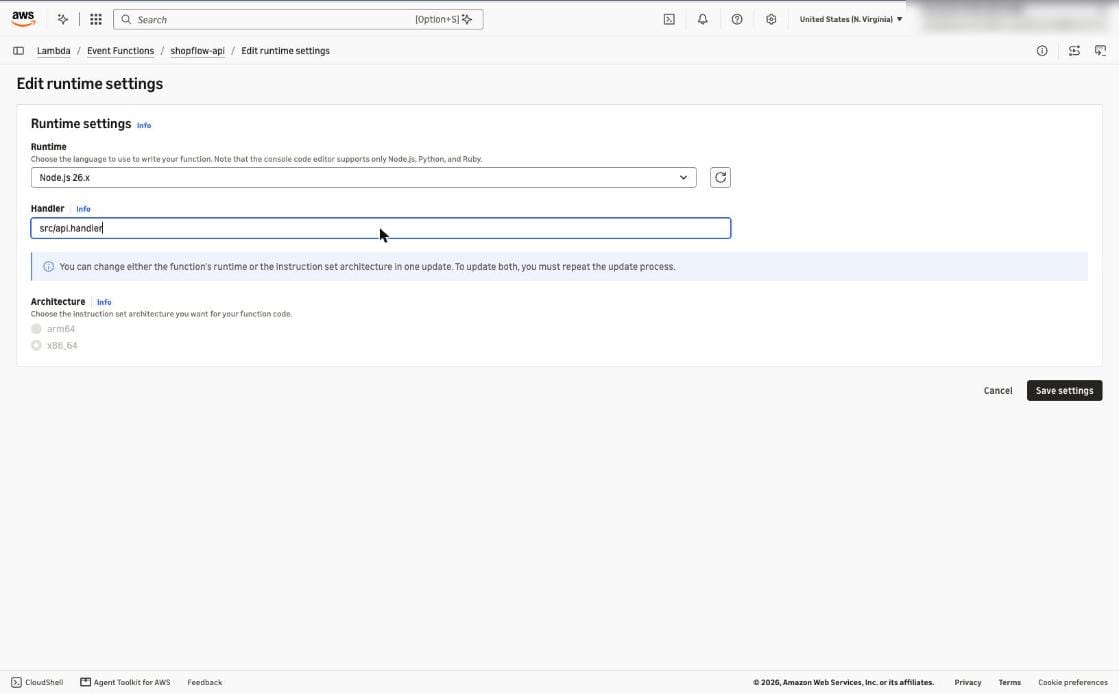 aws
Search [Option+S]
United States (N. Virginia)
Lambda / Event Functions / shopflow-api / Edit runtime settings
Edit runtime settings
Runtime settings Info
Runtime
Choose the language to use to write your function. Note that the console code editor supports only Node.js, Python, and Ruby.
Node.js 26.x
Handler Info
src/api.handler
You can change either the function's runtime or the instruction set architecture in one update. To update both, you must repeat the update process.
Architecture Info
Choose the instruction set architecture you want for your function code.
arm64
x86_64
Cancel Save settings
CloudShell Agent Toolkit for AWS Feedback © 2026, Amazon Web Services, Inc. or its affiliates. Privacy Terms Cookie preferences